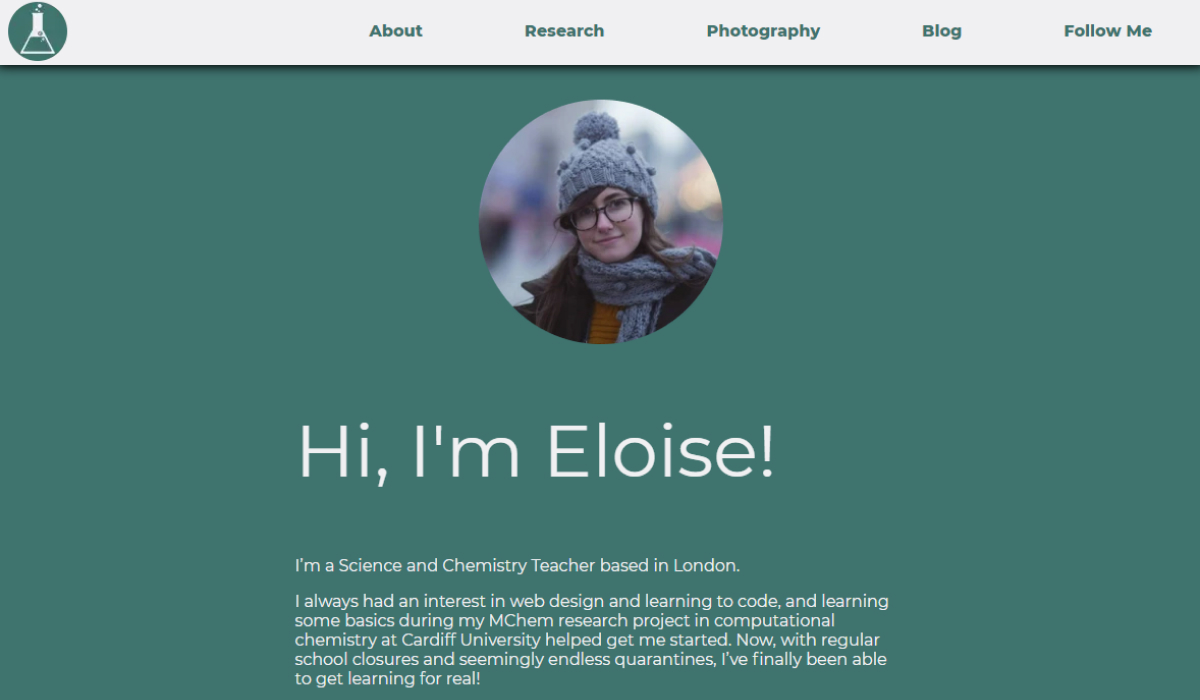 About Research Photography Blog Follow Me
Hi, I'm Eloise!
I’m a Science and Chemistry Teacher based in London.
I always had an interest in web design and learning to code, and learning
some basics during my MChem research project in computational
chemistry at Cardiff University helped get me started. Now, with regular
school closures and seemingly endless quarantines, I’ve finally been able
to get learning for real!